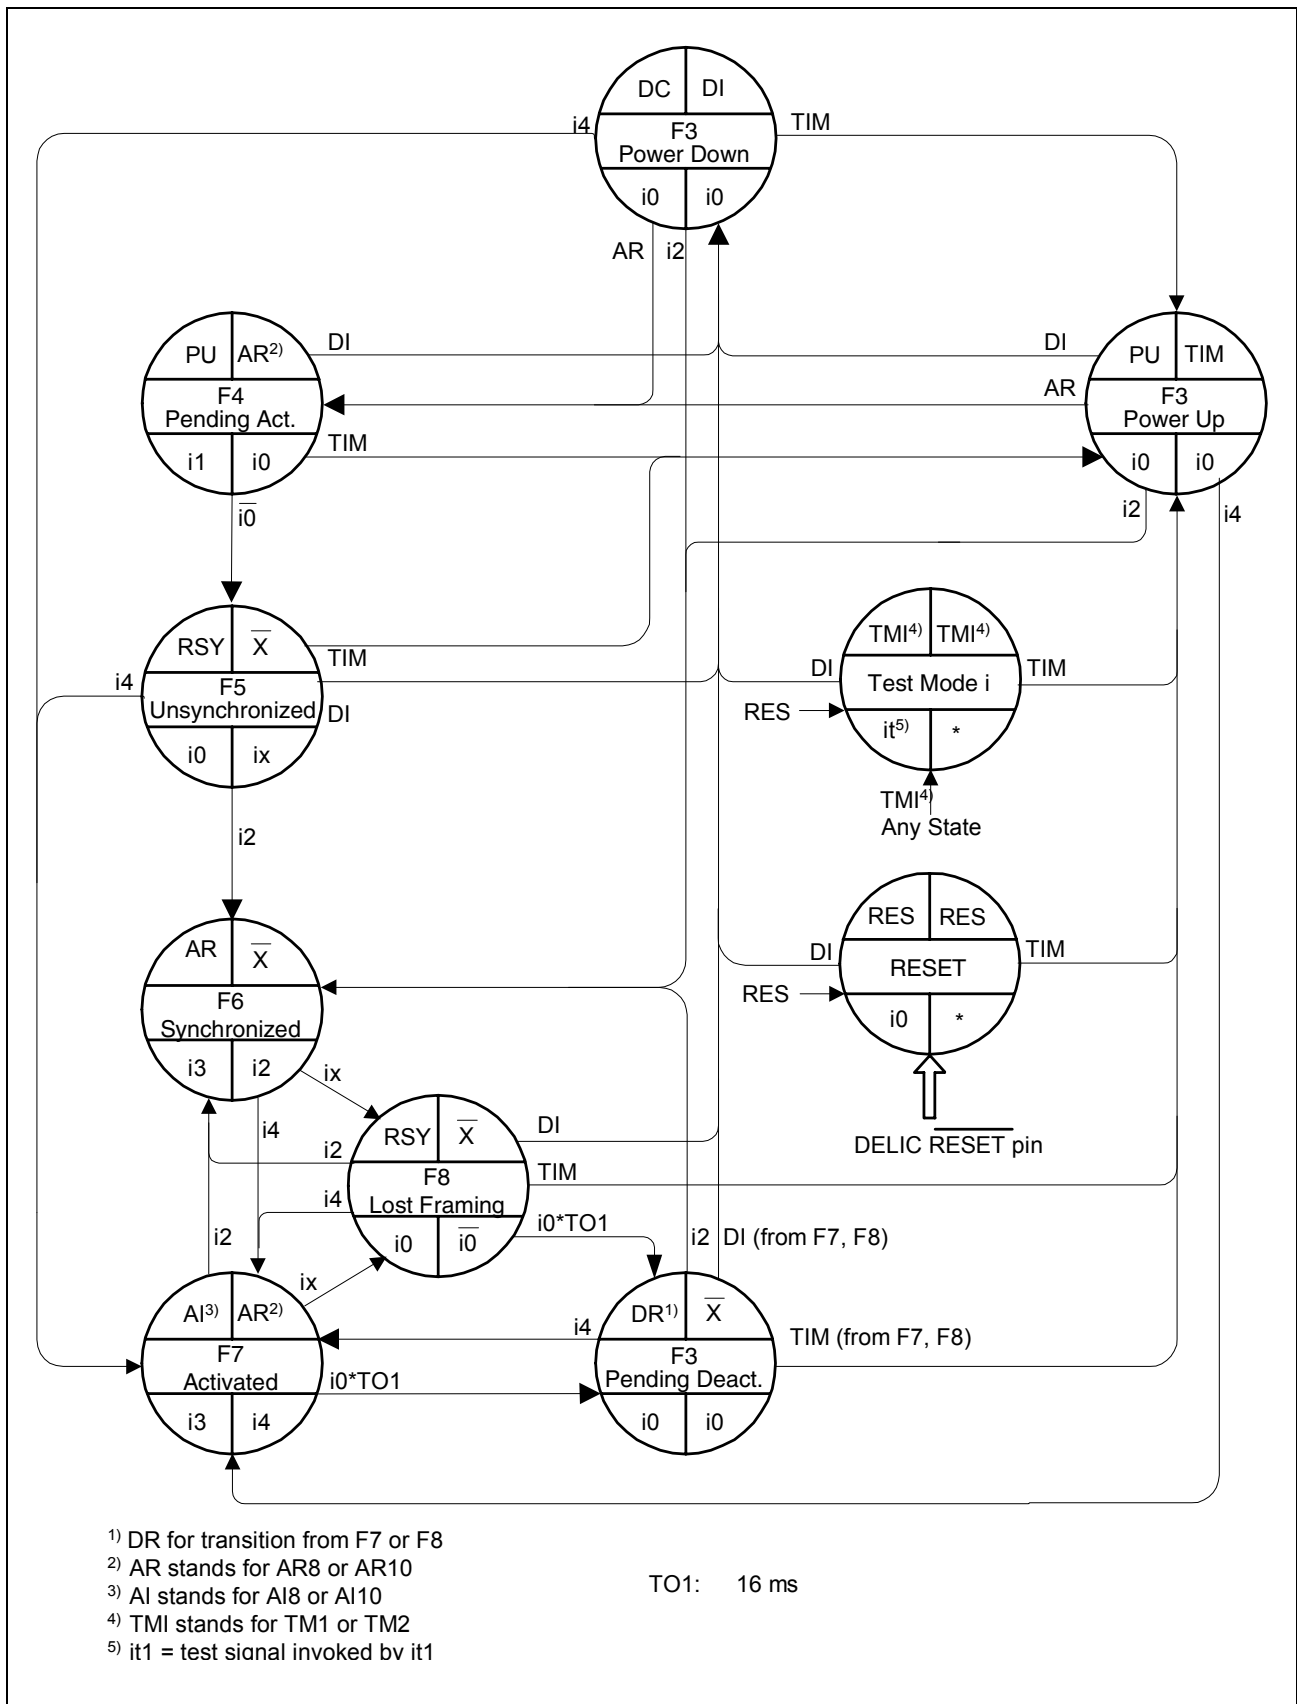 DC DI
i4 TIM
F3
Power Down
i0 i0
AR i2
PU AR2)
DI
F4
Pending Act.
TIM
i1 i0
i̅0̅
DI
PU TIM
AR
F3
Power Up
i0 i0
i2 i4
RSY X̅
TIM
i4
F5
Unsynchronized
DI
i0 ix
i2
TMI4) TMI4)
DI Test Mode i TIM
RES
it5) *
TMI4)
Any State
AR X̅
F6
Synchronized
i3 i2
ix
i4
RES RES
DI RESET TIM
RES
i0 *
DELIC R̅E̅S̅E̅T̅ pin
RSY X̅
DI
i2
F8
TIM
Lost Framing
i4
i0 i̅0̅
i0*TO1
i2
ix
i2 DI (from F7, F8)
AI3) AR2)
F7
Activated
i0*TO1
i3 i4
DR1) X̅
i4
TIM (from F7, F8)
F3
Pending Deact.
i0 i0
1) DR for transition from F7 or F8
2) AR stands for AR8 or AR10
3) AI stands for AI8 or AI10
4) TMI stands for TM1 or TM2
5) it1 = test signal invoked by it1
TO1: 16 ms